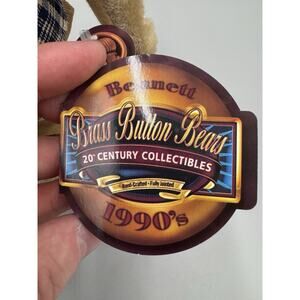 Bennett
Brass Button Bears
20th CENTURY COLLECTIBLES
Hand-Crafted • Fully Jointed
1990's